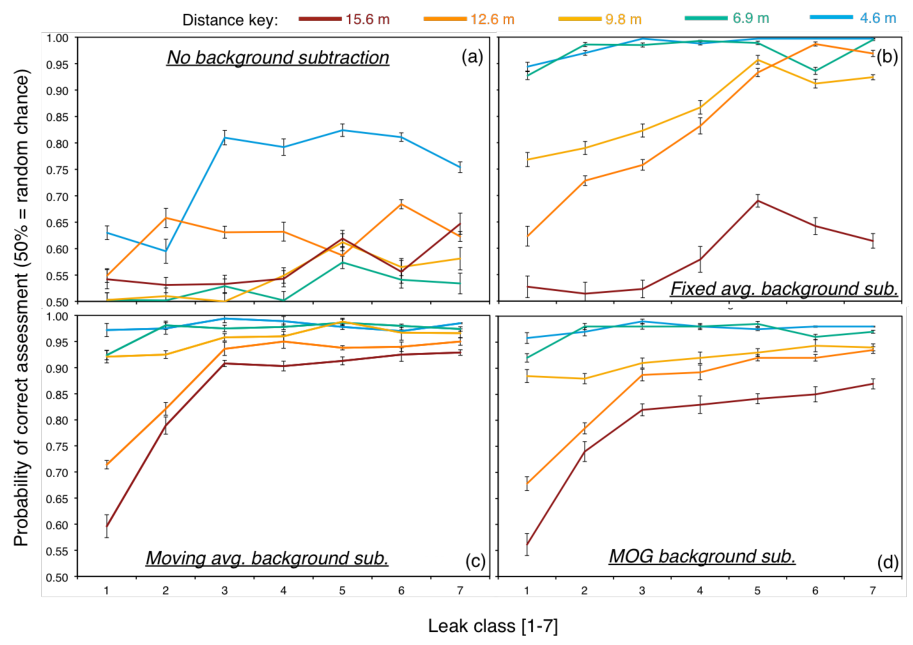 Distance key: 15.6 m 12.6 m 9.8 m 6.9 m 4.6 m
Probability of correct assessment (50% = random chance)
1.00
0.95
0.90
0.85
0.80
0.75
0.70
0.65
0.60
0.55
0.50
No background subtraction
(a)
(b)
Fixed avg. background sub.
1.00
0.95
0.90
0.85
0.80
0.75
0.70
0.65
0.60
0.55
0.50
Moving avg. background sub.
(c)
MOG background sub.
(d)
1 2 3 4 5 6 7
1 2 3 4 5 6 7
Leak class [1-7]